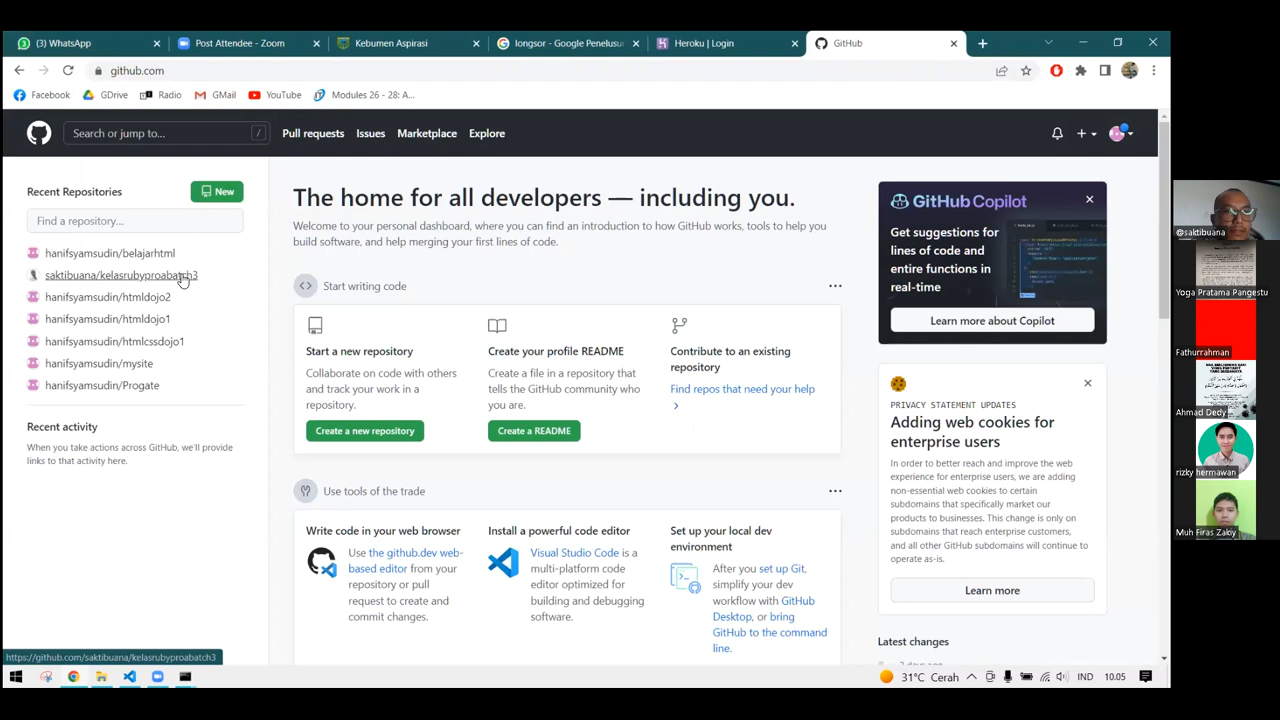 (3) WhatsApp
Post Attendee - Zoom
Kebumen Aspirasi
longsor - Google Penelusu
Heroku | Login
GitHub
github.com
Facebook
GDrive
Radio
GMail
YouTube
Modules 26 - 28: A...
Search or jump to...
/
Pull requests
Issues
Marketplace
Explore
Recent Repositories
New
Find a repository...
hanifsyamsudin/belajarhtml
saktibuana/kelasrubyproabatch3
hanifsyamsudin/htmldojo2
hanifsyamsudin/htmldojo1
hanifsyamsudin/htmlcssdojo1
hanifsyamsudin/mysite
hanifsyamsudin/Progate
Recent activity
When you take actions across GitHub, we'll provide
links to that activity here.
The home for all developers — including you.
Welcome to your personal dashboard, where you can find an introduction to how GitHub works, tools to help you
build software, and help merging your first lines of code.
Start writing code
Start a new repository
Collaborate on code with others
and track your work in a
repository.
Create a new repository
Create your profile README
Create a file in a repository that
tells the GitHub community who
you are.
Create a README
Contribute to an existing
repository
Find repos that need your help
Use tools of the trade
Write code in your web browser
Use the github.dev web-
based editor from your
repository or pull
request to create and
commit changes.
Install a powerful code editor
Visual Studio Code is a
multi-platform code
editor optimized for
building and debugging
software.
Set up your local dev
environment
After you set up Git,
simplify your dev
workflow with GitHub
Desktop, or bring
GitHub to the command
line.
GitHub Copilot
Get suggestions for
lines of code and
entire functions in
real-time
Learn more about Copilot
PRIVACY STATEMENT UPDATES
Adding web cookies for
enterprise users
In order to better reach and improve the web
experience for enterprise users, we are adding
non-essential web cookies to certain
subdomains that specifically market our
products to businesses. This change is only on
subdomains that reach enterprise customers,
and all other GitHub subdomains will continue to
operate as-is.
Learn more
Latest changes
https://github.com/saktibuana/kelasrubyproabatch3
31°C Cerah
IND
10.05
@saktibuana
Yoga Pratama Pangestu
Fathurrahman
Ahmad Dedy
rizky hermawan
Muh Firas Zakiy